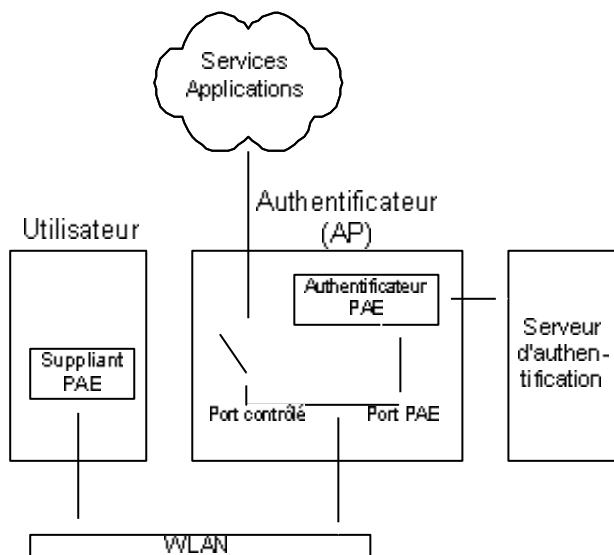 Services
Applications
Utilisateur
Authentificateur
(AP)
Authentificateur
PAE
Suppliant
PAE
Port contrôlé
Port PAE
Serveur
d'authen-
tification
WLAN